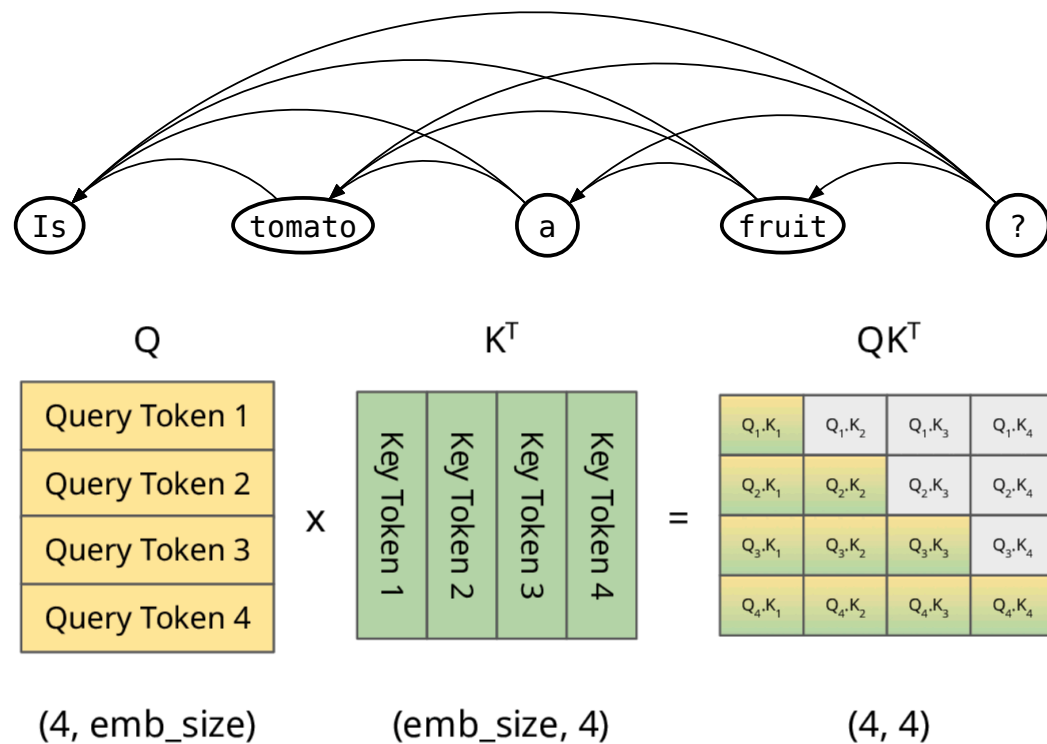 Is tomato a fruit ?
Q K^T QK^T
Query Token 1
Query Token 2
Query Token 3
Query Token 4
x
Key Token 1
Key Token 2
Key Token 3
Key Token 4
=
Q₁.K₁ Q₁.K₂ Q₁.K₃ Q₁.K₄
Q₂.K₁ Q₂.K₂ Q₂.K₃ Q₂.K₄
Q₃.K₁ Q₃.K₂ Q₃.K₃ Q₃.K₄
Q₄.K₁ Q₄.K₂ Q₄.K₃ Q₄.K₄
(4, emb_size) (emb_size, 4) (4, 4)